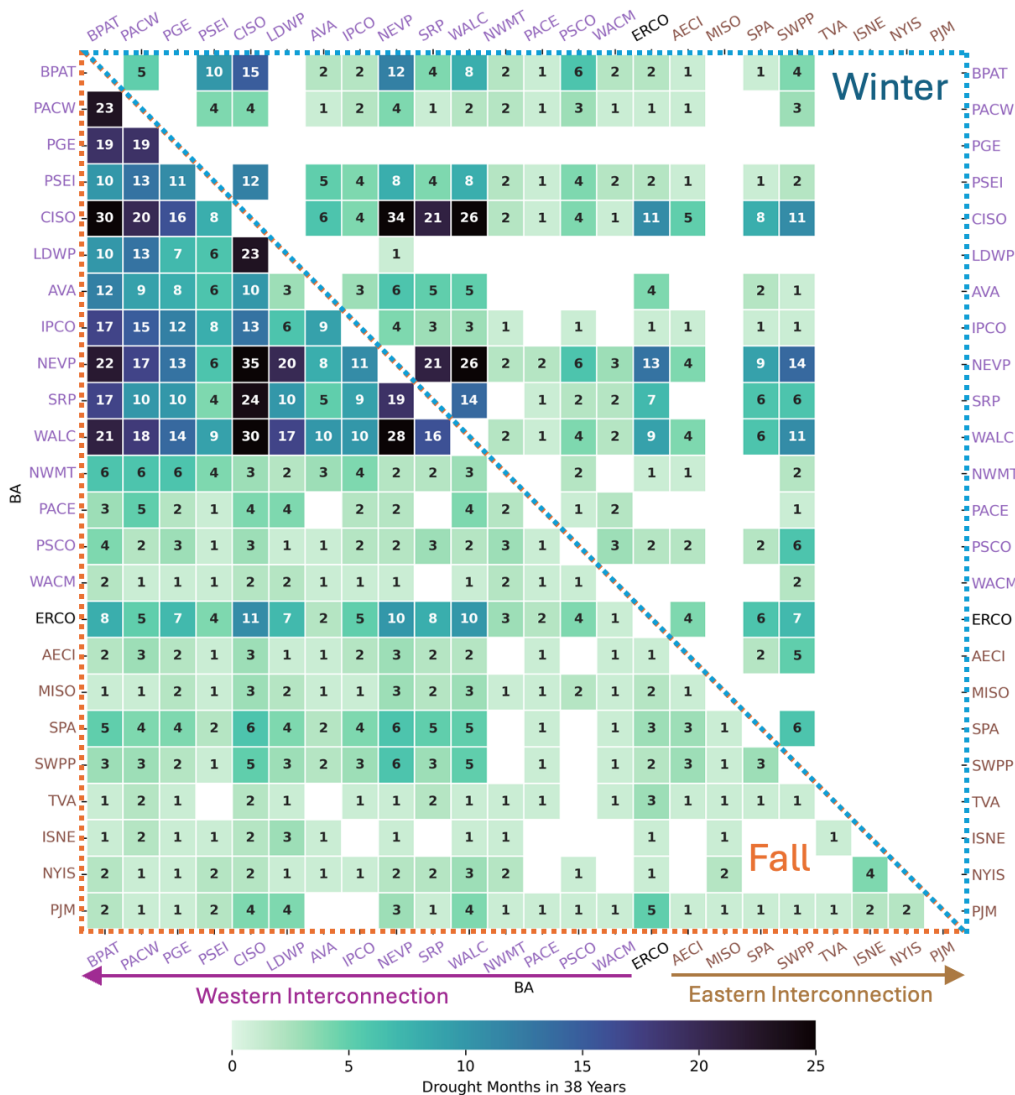 BPAT PACW PGE PSEI CISO LDWP AVA IPCO NEVP SRP WALC NWMT PACE PSCO WACM ERCO AECI MISO SPA SWPP TVA ISNE NYIS PJM
BPAT 5 10 15 2 2 12 4 8 2 1 6 2 2 1 1 4 Winter BPAT
PACW 23 4 4 1 2 4 1 2 2 1 3 1 1 1 3 PACW
PGE 19 19 PGE
PSEI 10 13 11 12 5 4 8 4 8 2 1 4 2 2 1 1 2 PSEI
CISO 30 20 16 8 6 4 34 21 26 2 1 4 1 11 5 8 11 CISO
LDWP 10 13 7 6 23 1 LDWP
AVA 12 9 8 6 10 3 3 6 5 5 4 2 1 AVA
IPCO 17 15 12 8 13 6 9 4 3 3 1 1 1 1 1 1 IPCO
NEVP 22 17 13 6 35 20 8 11 21 26 2 2 6 3 13 4 9 14 NEVP
SRP 17 10 10 4 24 10 5 9 19 14 1 2 2 7 6 6 SRP
WALC 21 18 14 9 30 17 10 10 28 16 2 1 4 2 9 4 6 11 WALC
NWMT 6 6 6 4 3 2 3 4 2 2 3 2 1 1 2 NWMT
BA
PACE 3 5 2 1 4 4 2 2 4 2 1 2 1 PACE
PSCO 4 2 3 1 3 1 1 2 2 3 2 3 1 3 2 2 2 6 PSCO
WACM 2 1 1 1 2 2 1 1 1 1 2 1 1 2 WACM
ERCO 8 5 7 4 11 7 2 5 10 8 10 3 2 4 1 4 6 7 ERCO
AECI 2 3 2 1 3 1 1 2 3 2 2 1 1 1 2 5 AECI
MISO 1 1 2 1 3 2 1 1 3 2 3 1 1 2 1 2 1 MISO
SPA 5 4 4 2 6 4 2 4 6 5 5 1 1 3 3 1 6 SPA
SWPP 3 3 2 1 5 3 2 3 6 3 5 1 1 2 3 1 3 SWPP
TVA 1 2 1 2 1 1 1 2 1 1 1 1 3 1 1 1 1 TVA
ISNE 1 2 1 1 2 3 1 1 1 1 1 1 1 Fall ISNE
NYIS 2 1 1 2 2 1 1 1 2 2 3 2 1 1 2 4 NYIS
PJM 2 1 1 2 4 4 3 1 4 1 1 1 1 5 1 1 1 1 1 2 2 PJM
BPAT PACW PGE PSEI CISO LDWP AVA IPCO NEVP SRP WALC NWMT PACE PSCO WACM ERCO AECI MISO SPA SWPP TVA ISNE NYIS PJM
Western Interconnection BA Eastern Interconnection
0 5 10 15 20 25
Drought Months in 38 Years